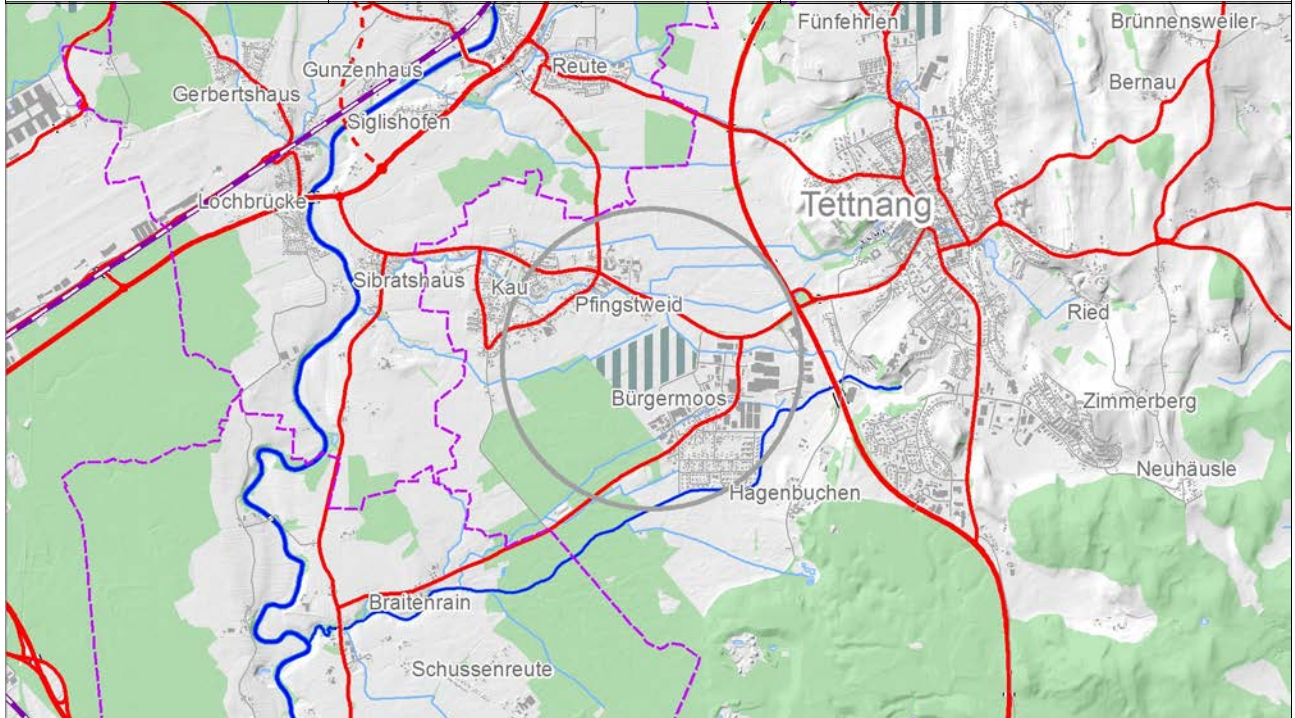 Fünfehrlen
Brünnensweiler
Gunzenhaus
Reute
Bernau
Gerbertshaus
Siglishofen
Lochbrücke
Tettnang
Sibratshaus
Kau
Pfingstweid
Ried
Bürgermoos
Zimmerberg
Neuhäusle
Hagenbuchen
Braitenrain
Schussenreute